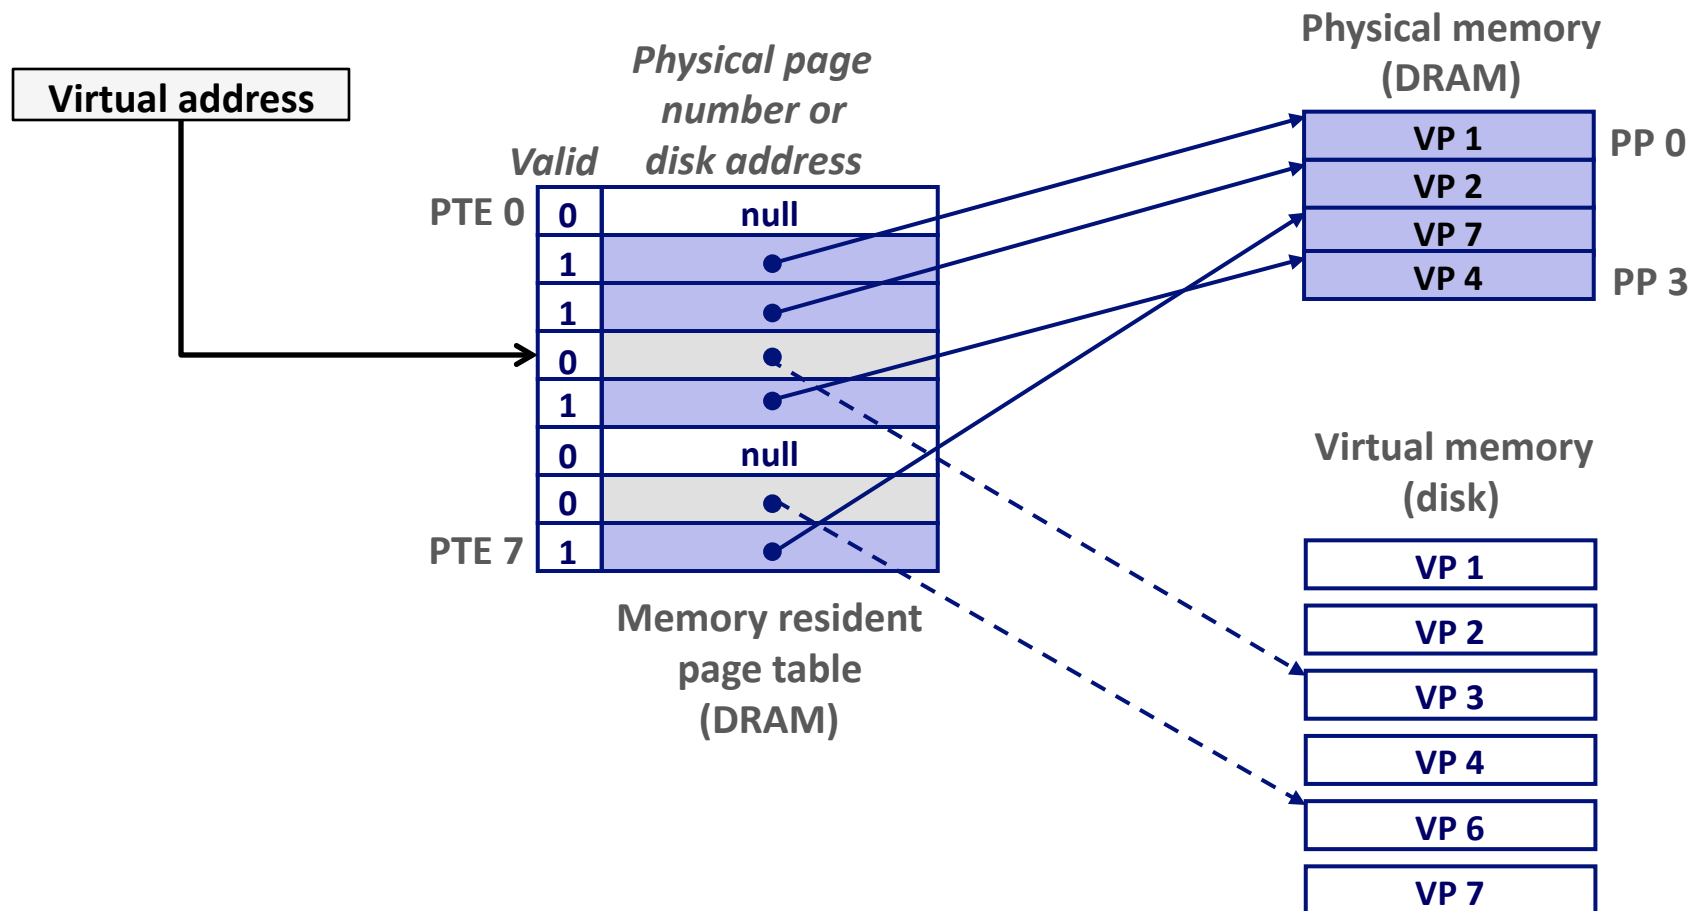 Virtual address
Physical page
number or
disk address
Valid
PTE 0
0
null
1
1
0
1
0
null
0
PTE 7
1
Memory resident
page table
(DRAM)
Physical memory
(DRAM)
VP 1
PP 0
VP 2
VP 7
VP 4
PP 3
Virtual memory
(disk)
VP 1
VP 2
VP 3
VP 4
VP 6
VP 7